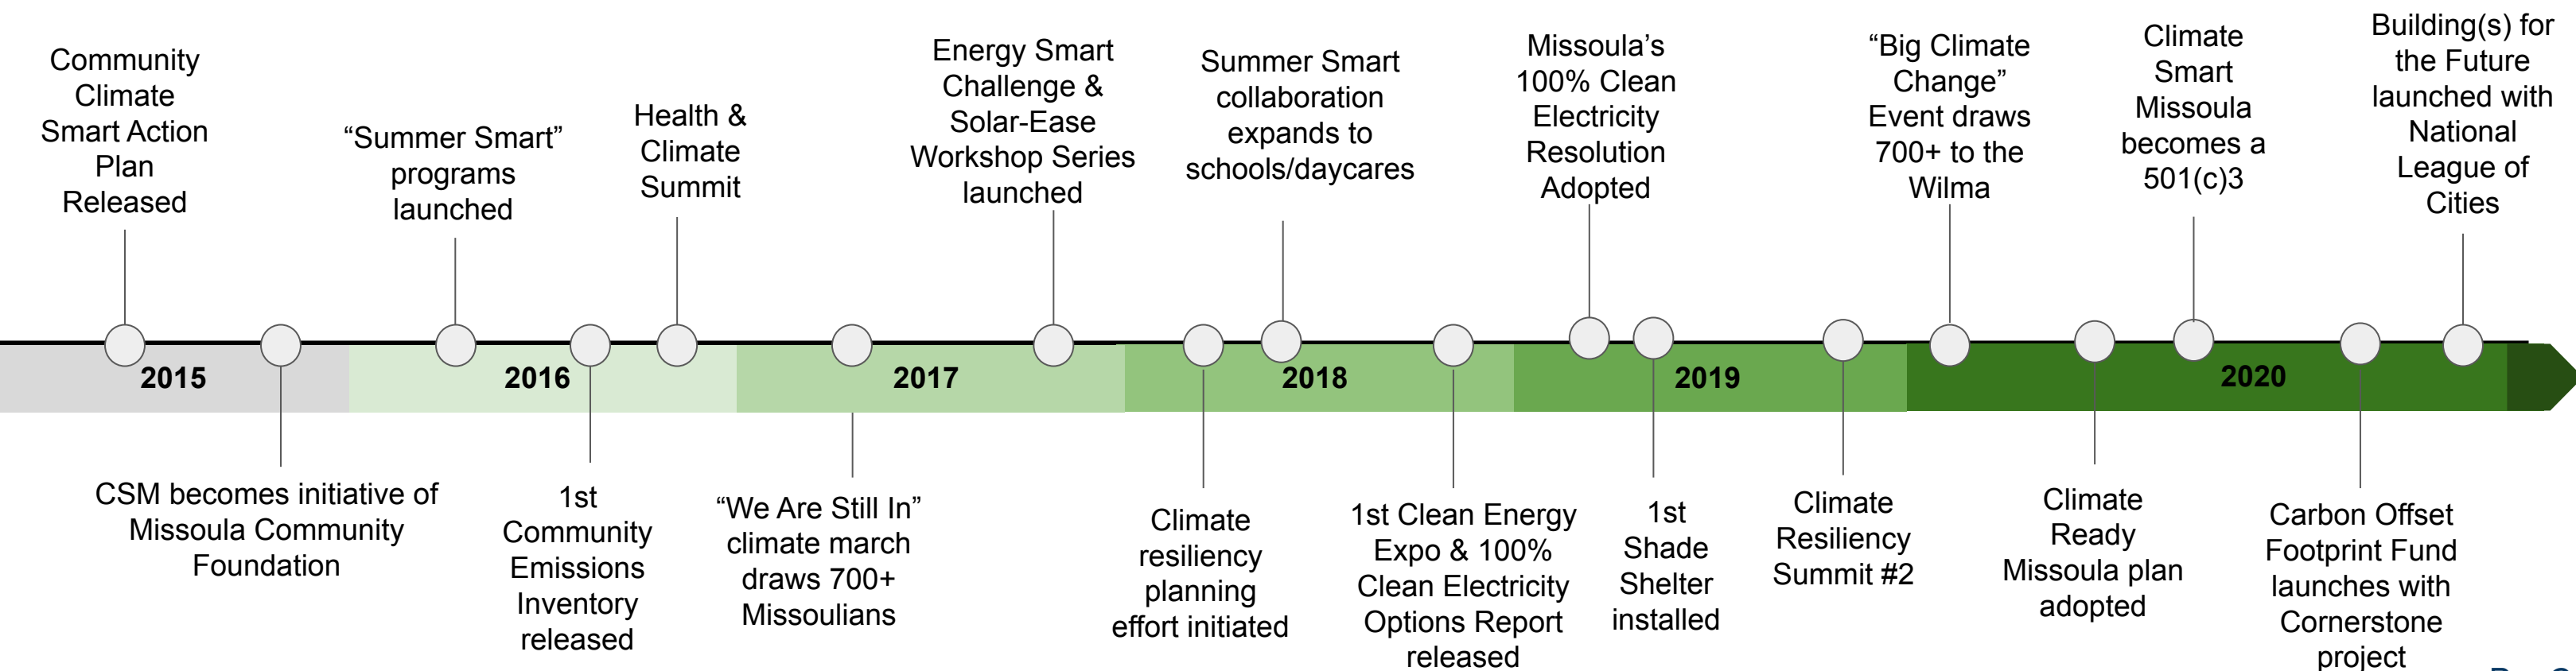 Community
Climate
Smart Action
Plan
Released
“Summer Smart”
programs
launched
Health &
Climate
Summit
Energy Smart
Challenge &
Solar-Ease
Workshop Series
launched
Summer Smart
collaboration
expands to
schools/daycares
Missoula’s
100% Clean
Electricity
Resolution
Adopted
“Big Climate
Change”
Event draws
700+ to the
Wilma
Climate
Smart
Missoula
becomes a
501(c)3
Building(s) for
the Future
launched with
National
League of
Cities
2015
2016
2017
2018
2019
2020
CSM becomes initiative of
Missoula Community
Foundation
1st
Community
Emissions
Inventory
released
“We Are Still In”
climate march
draws 700+
Missoulians
Climate
resiliency
planning
effort initiated
1st Clean Energy
Expo & 100%
Clean Electricity
Options Report
released
1st
Shade
Shelter
installed
Climate
Resiliency
Summit #2
Climate
Ready
Missoula plan
adopted
Carbon Offset
Footprint Fund
launches with
Cornerstone
project